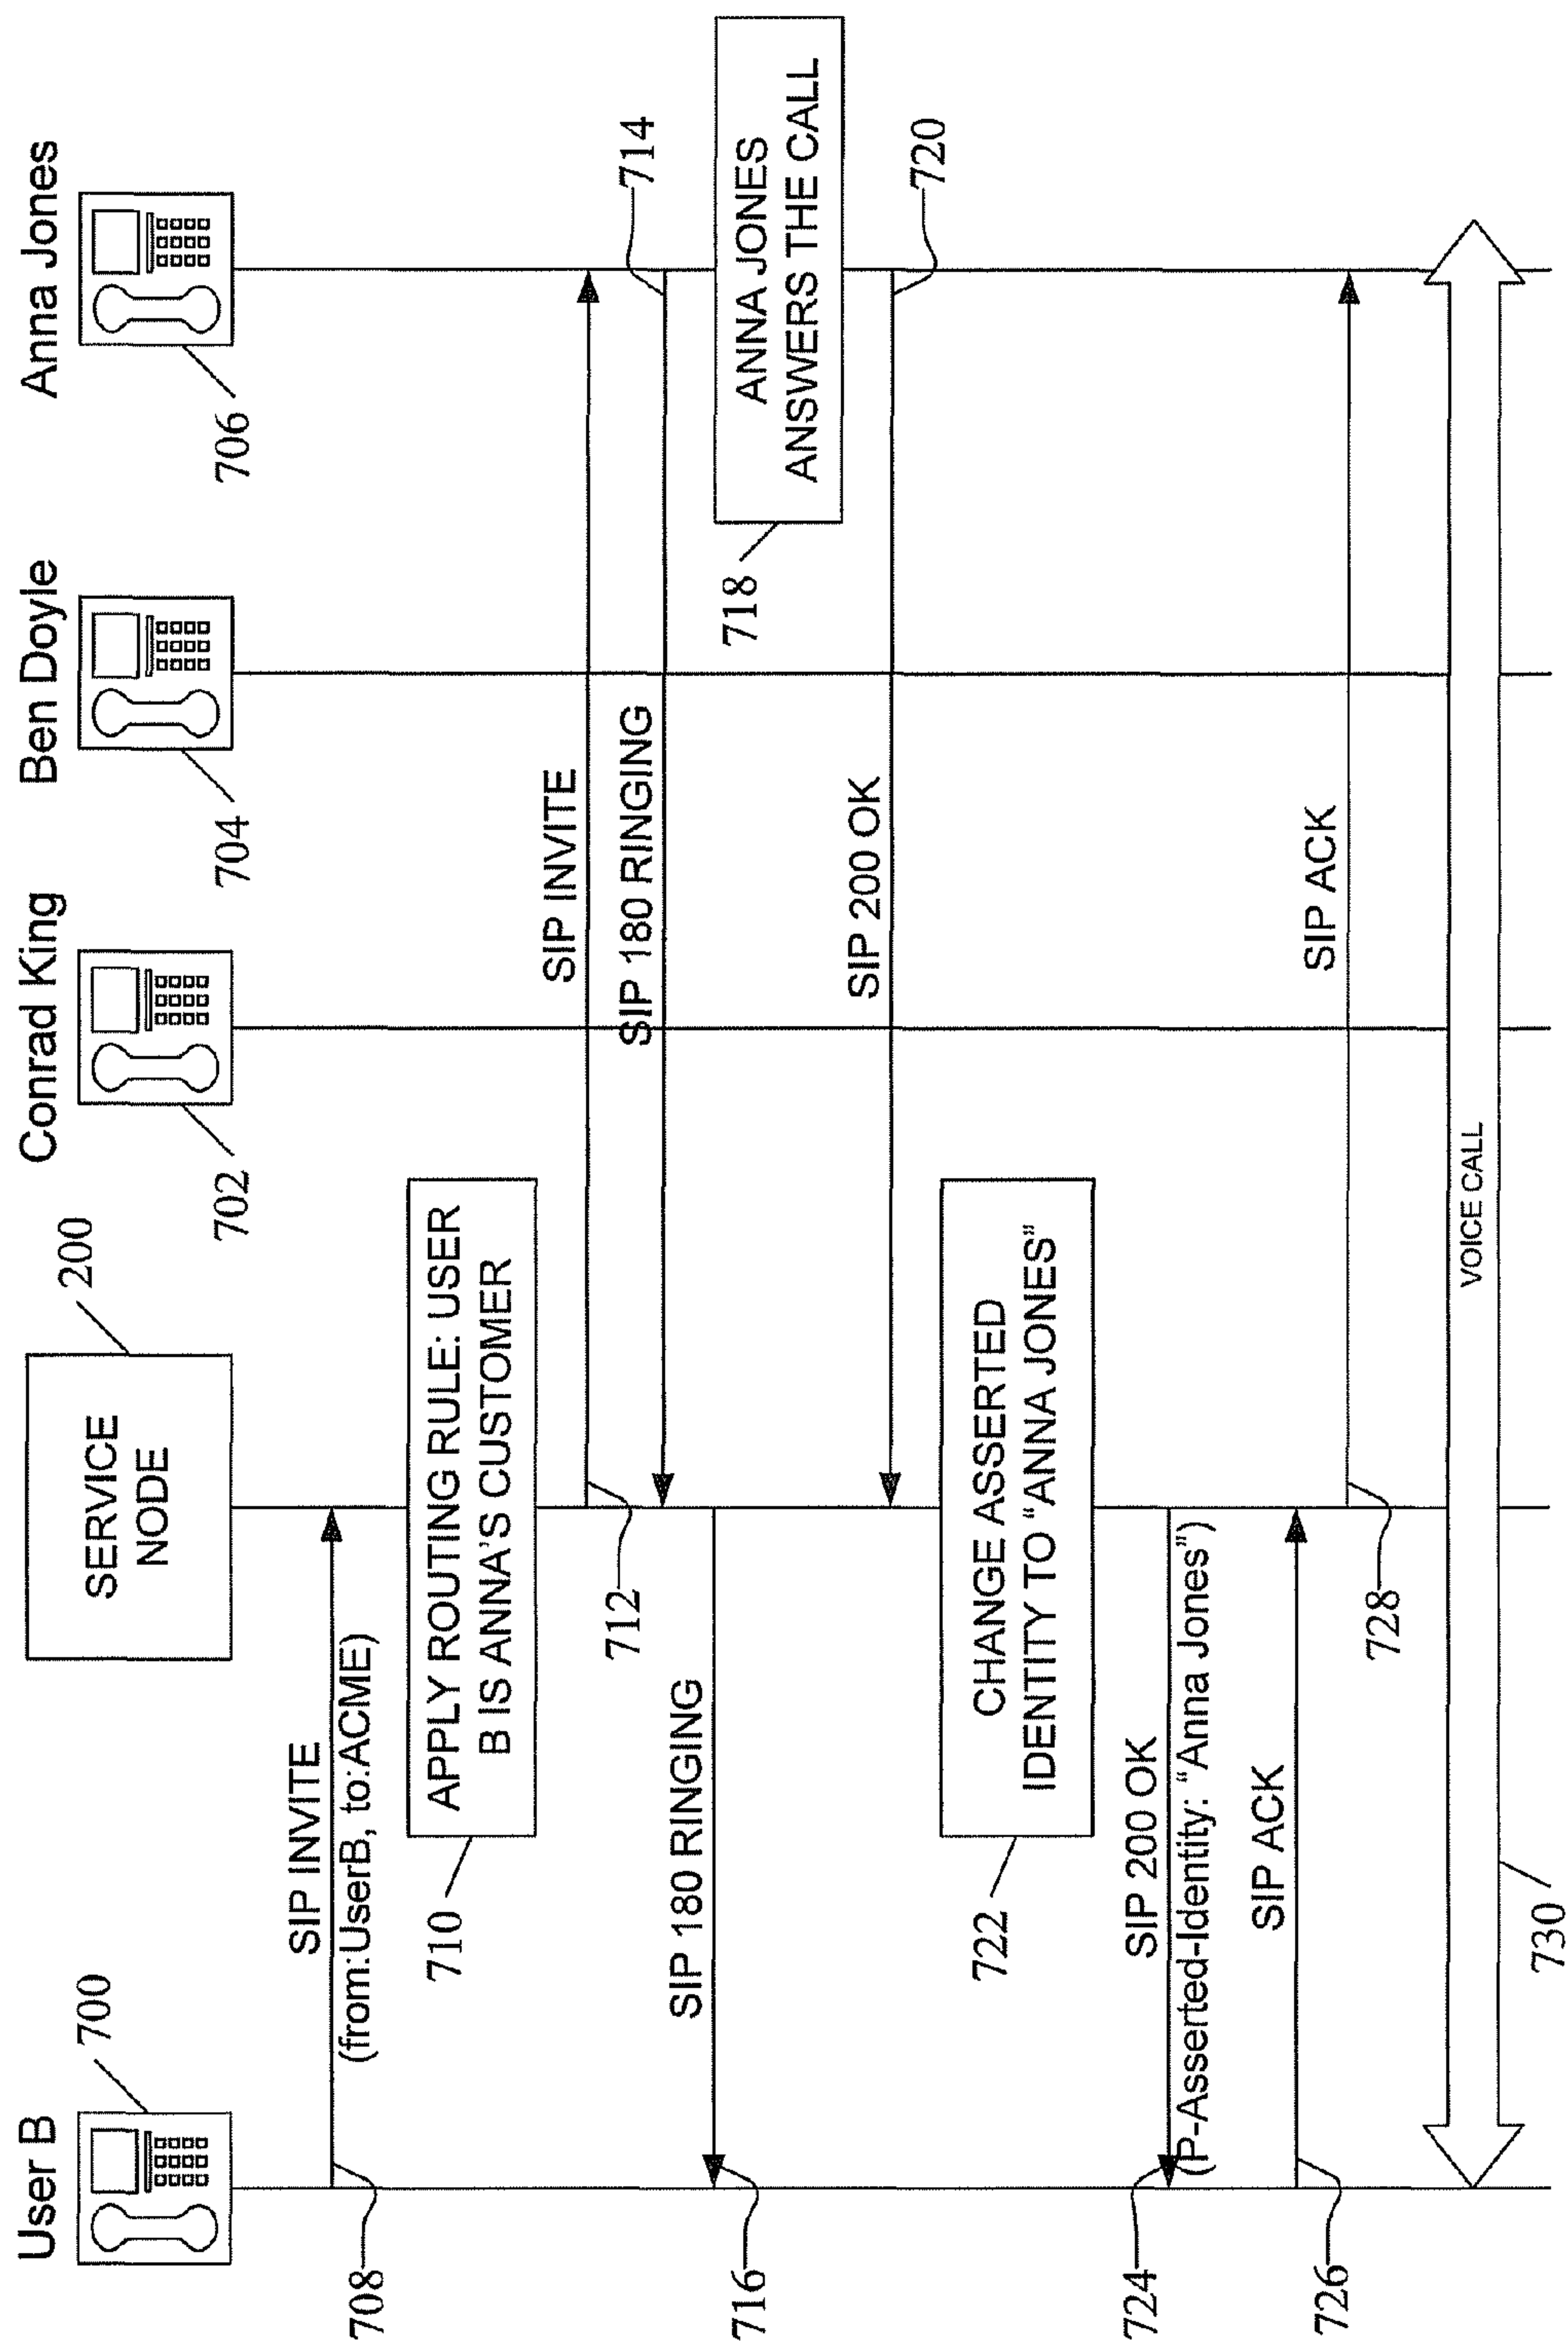 User B
700
SERVICE
NODE
200
Conrad King
702
Ben Doyle
704
Anna Jones
706
SIP INVITE
(from:UserB, to:ACME)
708
APPLY ROUTING RULE: USER
B IS ANNA'S CUSTOMER
710
SIP INVITE
712
SIP 180 RINGING
714
SIP 180 RINGING
716
ANNA JONES
ANSWERS THE CALL
718
SIP 200 OK
720
CHANGE ASSERTED
IDENTITY TO “ANNA JONES”
722
SIP 200 OK
(P-Asserted-Identity: “Anna Jones”)
724
SIP ACK
726
SIP ACK
728
VOICE CALL
730